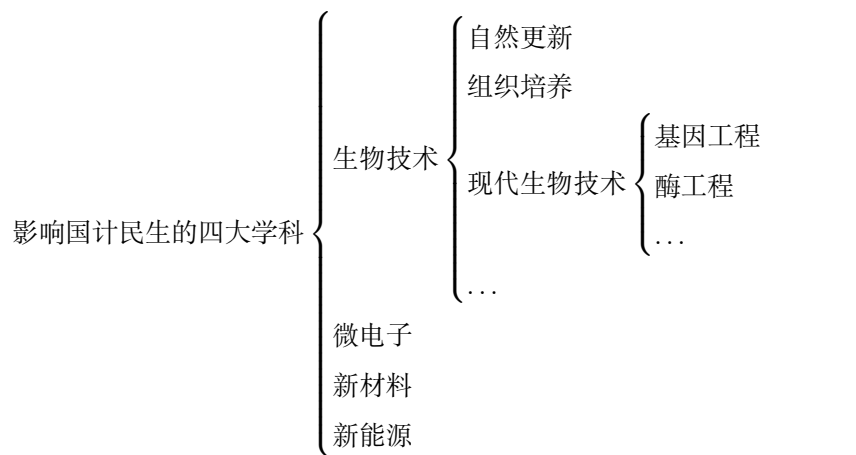 影响国计民生的四大学科
生物技术
自然更新
组织培养
现代生物技术
基因工程
酶工程
...
...
微电子
新材料
新能源